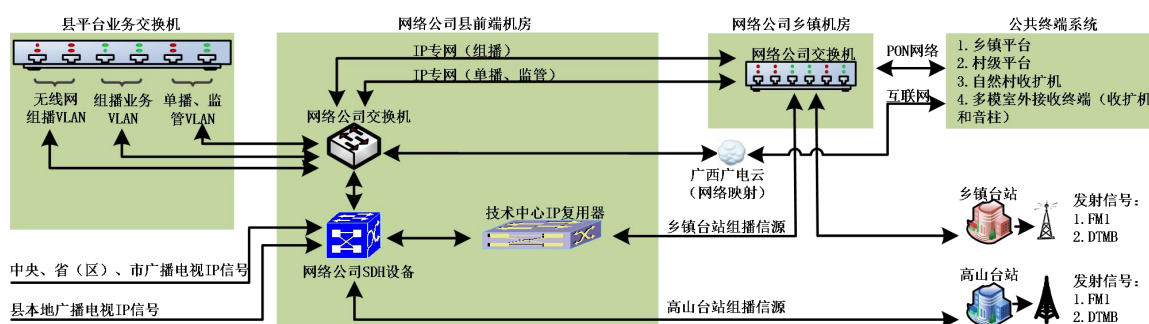 县平台业务交换机
无线网
组播VLAN
组播业务
VLAN
单播、监
管VLAN
网络公司县前端机房
IP专网（组播）
IP专网（单播、监管）
网络公司交换机
技术中心IP复用器
网络公司SDH设备
中央、省（区）、市广播电视IP信号
县本地广播电视IP信号
网络公司乡镇机房
网络公司交换机
广西广电云
（网络映射）
乡镇台站组播信源
高山台站组播信源
PON网络
互联网
公共终端系统
1. 乡镇平台
2. 村级平台
3. 自然村收扩机
4. 多模室外接收终端（收扩机
和音柱）
乡镇台站
发射信号：
1. FM1
2. DTMB
高山台站
发射信号：
1. FM1
2. DTMB